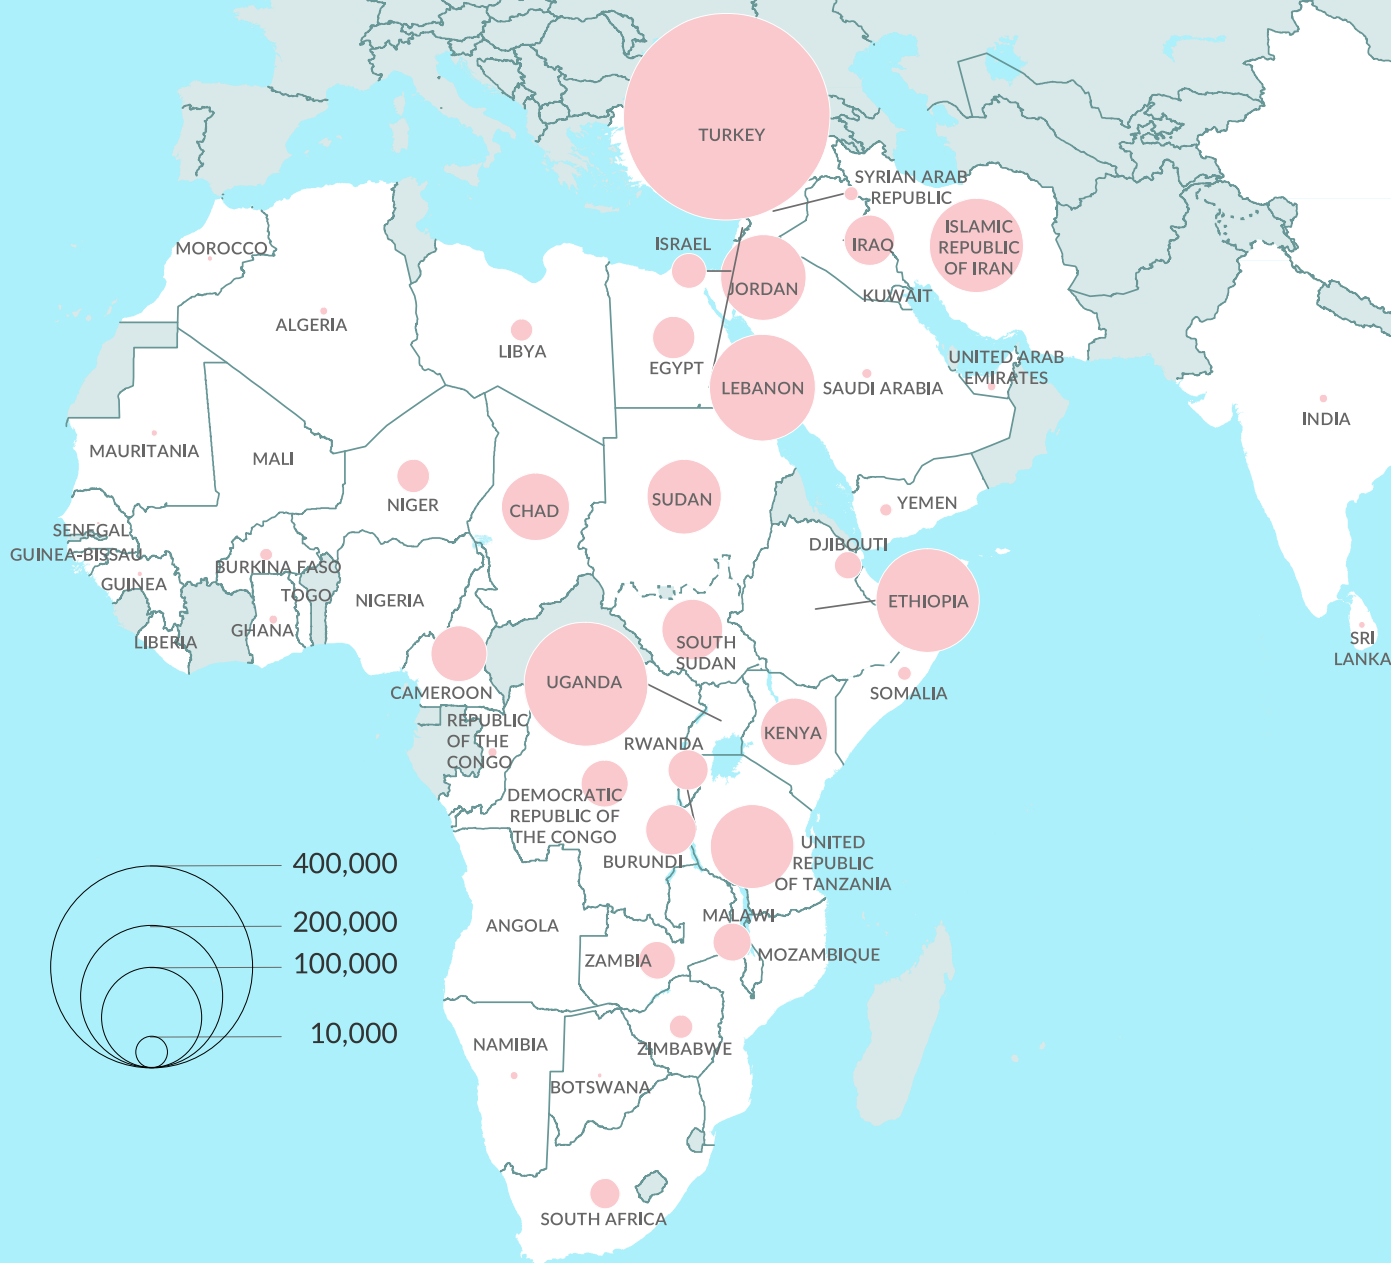 TURKEY
SYRIAN ARAB
REPUBLIC
ISLAMIC
REPUBLIC
OF IRAN
ISRAEL
IRAQ
MOROCCO
JORDAN
KUWAIT
ALGERIA
LIBYA
EGYPT
LEBANON
SAUDI ARABIA
UNITED ARAB
EMIRATES
INDIA
MAURITANIA
MALI
NIGER
CHAD
SUDAN
YEMEN
SENEGAL
GUINEA-BISSAU
GUINEA
BURKINA FASO
TOGO
NIGERIA
DJIBOUTI
ETHIOPIA
LIBERIA
GHANA
SOUTH
SUDAN
SRI
LANKA
CAMEROON
UGANDA
SOMALIA
REPUBLIC
OF THE
CONGO
RWANDA
KENYA
DEMOCRATIC
REPUBLIC OF
THE CONGO
BURUNDI
UNITED
REPUBLIC
OF TANZANIA
400,000
200,000
100,000
10,000
ANGOLA
MALAWI
ZAMBIA
MOZAMBIQUE
NAMIBIA
ZIMBABWE
BOTSWANA
SOUTH AFRICA